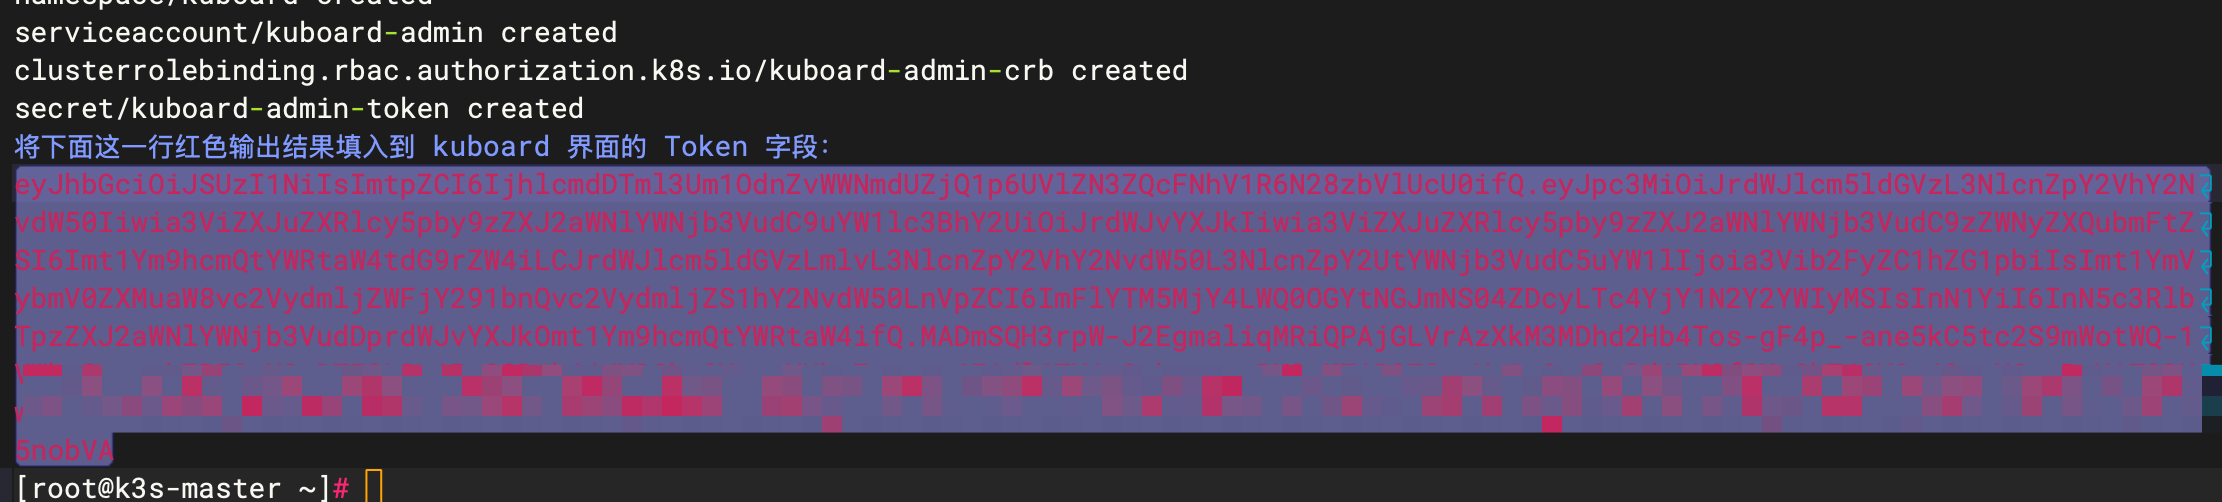 namespace/kuboard created
serviceaccount/kuboard-admin created
clusterrolebinding.rbac.authorization.k8s.io/kuboard-admin-crb created
secret/kuboard-admin-token created
将下面这一行红色输出结果填入到 kuboard 界面的 Token 字段:
eyJhbGciOiJSUzI1NiIsImtpZCI6IjhlcmdDTml3Um1OdnZvWWNmdUZjQ1p6UVlZN3ZQcFNhV1R6N28zbVlUcU0ifQ.eyJpc3MiOiJrdWJlcm5ldGVzL3NlcnZpY2VhY2N
vdW50Iiwia3ViZXJuZXRlcy5pby9zZXJ2aWNlYWNjb3VudC9uYW1lc3BhY2UiOiJrdWJvYXJkIiwia3ViZXJuZXRlcy5pby9zZXJ2aWNlYWNjb3VudC9zZWNyZXQubmFtZ
SI6Imt1Ym9hcmQtYWRtaW4tdG9rZW4iLCJrdWJlcm5ldGVzLmlvL3NlcnZpY2VhY2NvdW50L3NlcnZpY2UtYWNjb3VudC5uYW1lIjoia3Vib2FyZC1hZG1pbiIsImt1YmV
ybmV0ZXMuaW8vc2VydmljZWFjY291bnQvc2VydmljZS1hY2NvdW50LnVpZCI6ImFlYTM5MjY4LWQ0OGYtNGJmNS04ZDcyLTc4YjY1N2Y2YWIyMSIsInN1YiI6InN5c3Rlb
TpzZXJ2aWNlYWNjb3VudDprdWJvYXJkOmt1Ym9hcmQtYWRtaW4ifQ.MADmSQH3rpW-J2EgmaliqMRiQPAjGLVrAzXkM3MDhd2Hb4Tos-gF4p_-ane5kC5tc2S9mWotWQ-1
5nobVA
[root@k3s-master ~]#